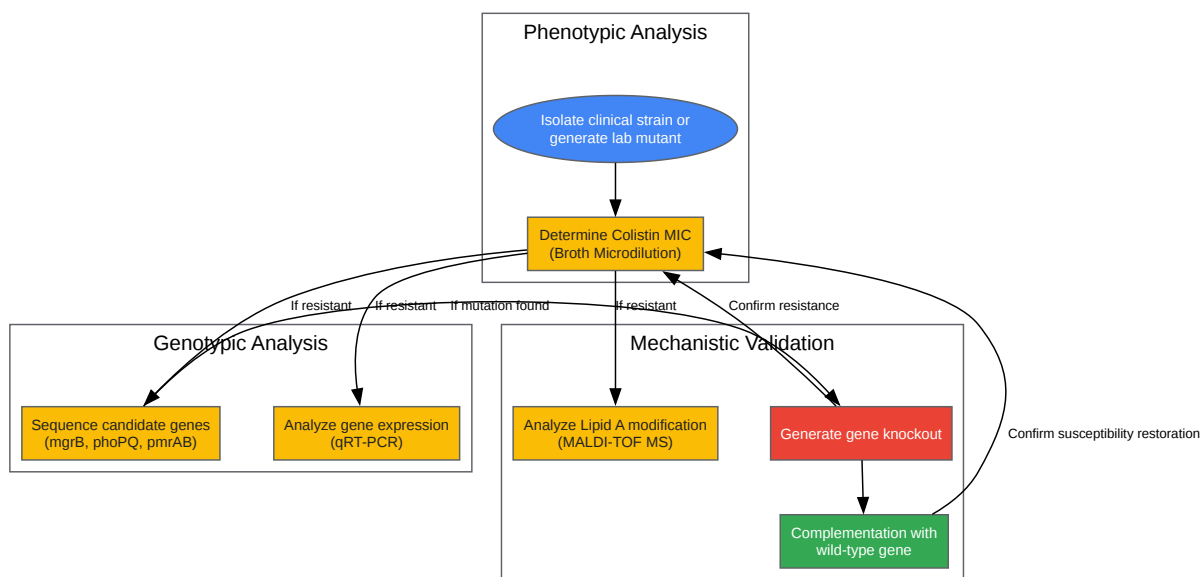 Phenotypic Analysis
Isolate clinical strain or
generate lab mutant
Determine Colistin MIC
(Broth Microdilution)
If resistant
If resistant
If mutation found
If resistant
Confirm resistance
Genotypic Analysis
Mechanistic Validation
Sequence candidate genes
(mgrB, phoPQ, pmrAB)
Analyze gene expression
(qRT-PCR)
Analyze Lipid A modification
(MALDI-TOF MS)
Generate gene knockout
Confirm susceptibility restoration
Complementation with
wild-type gene